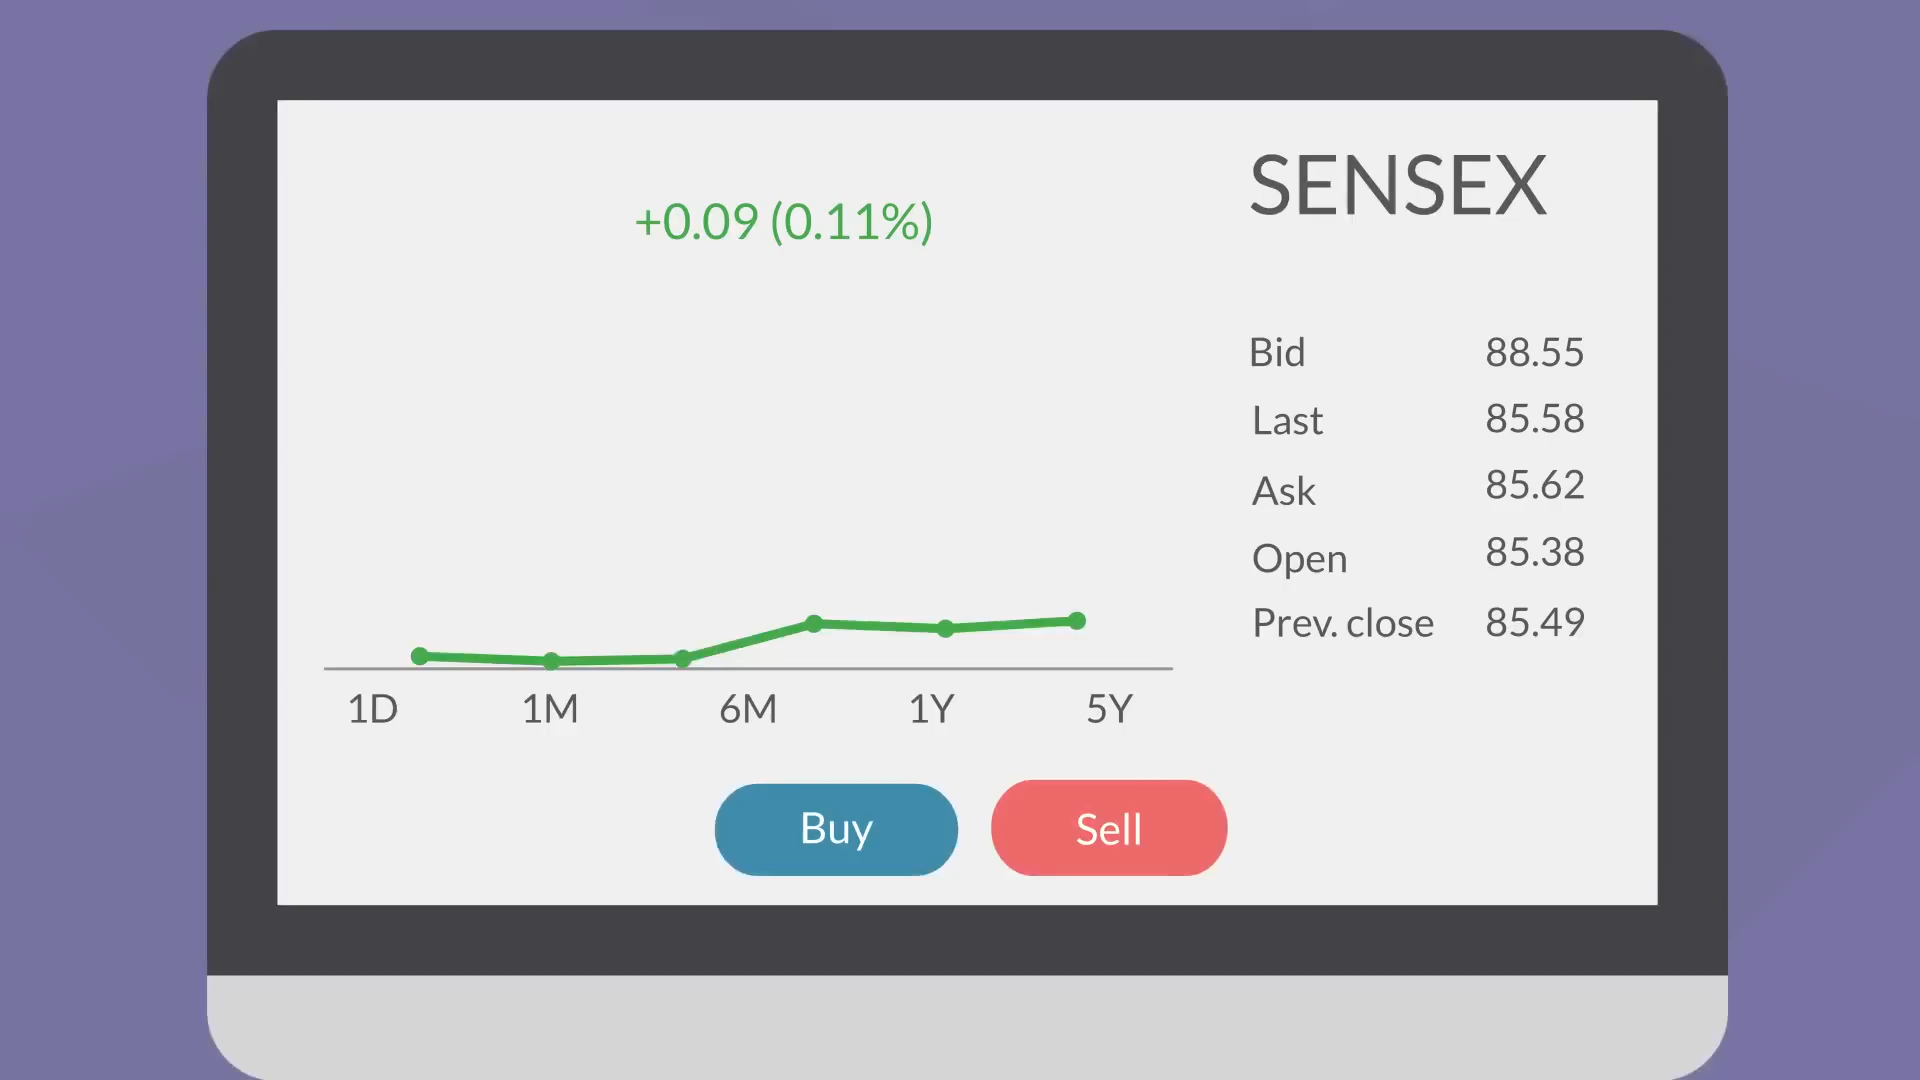 SENSEX
+0.09 (0.11%)
Bid 88.55
Last 85.58
Ask 85.62
Open 85.38
Prev. close 85.49
1D 1M 6M 1Y 5Y
Buy Sell